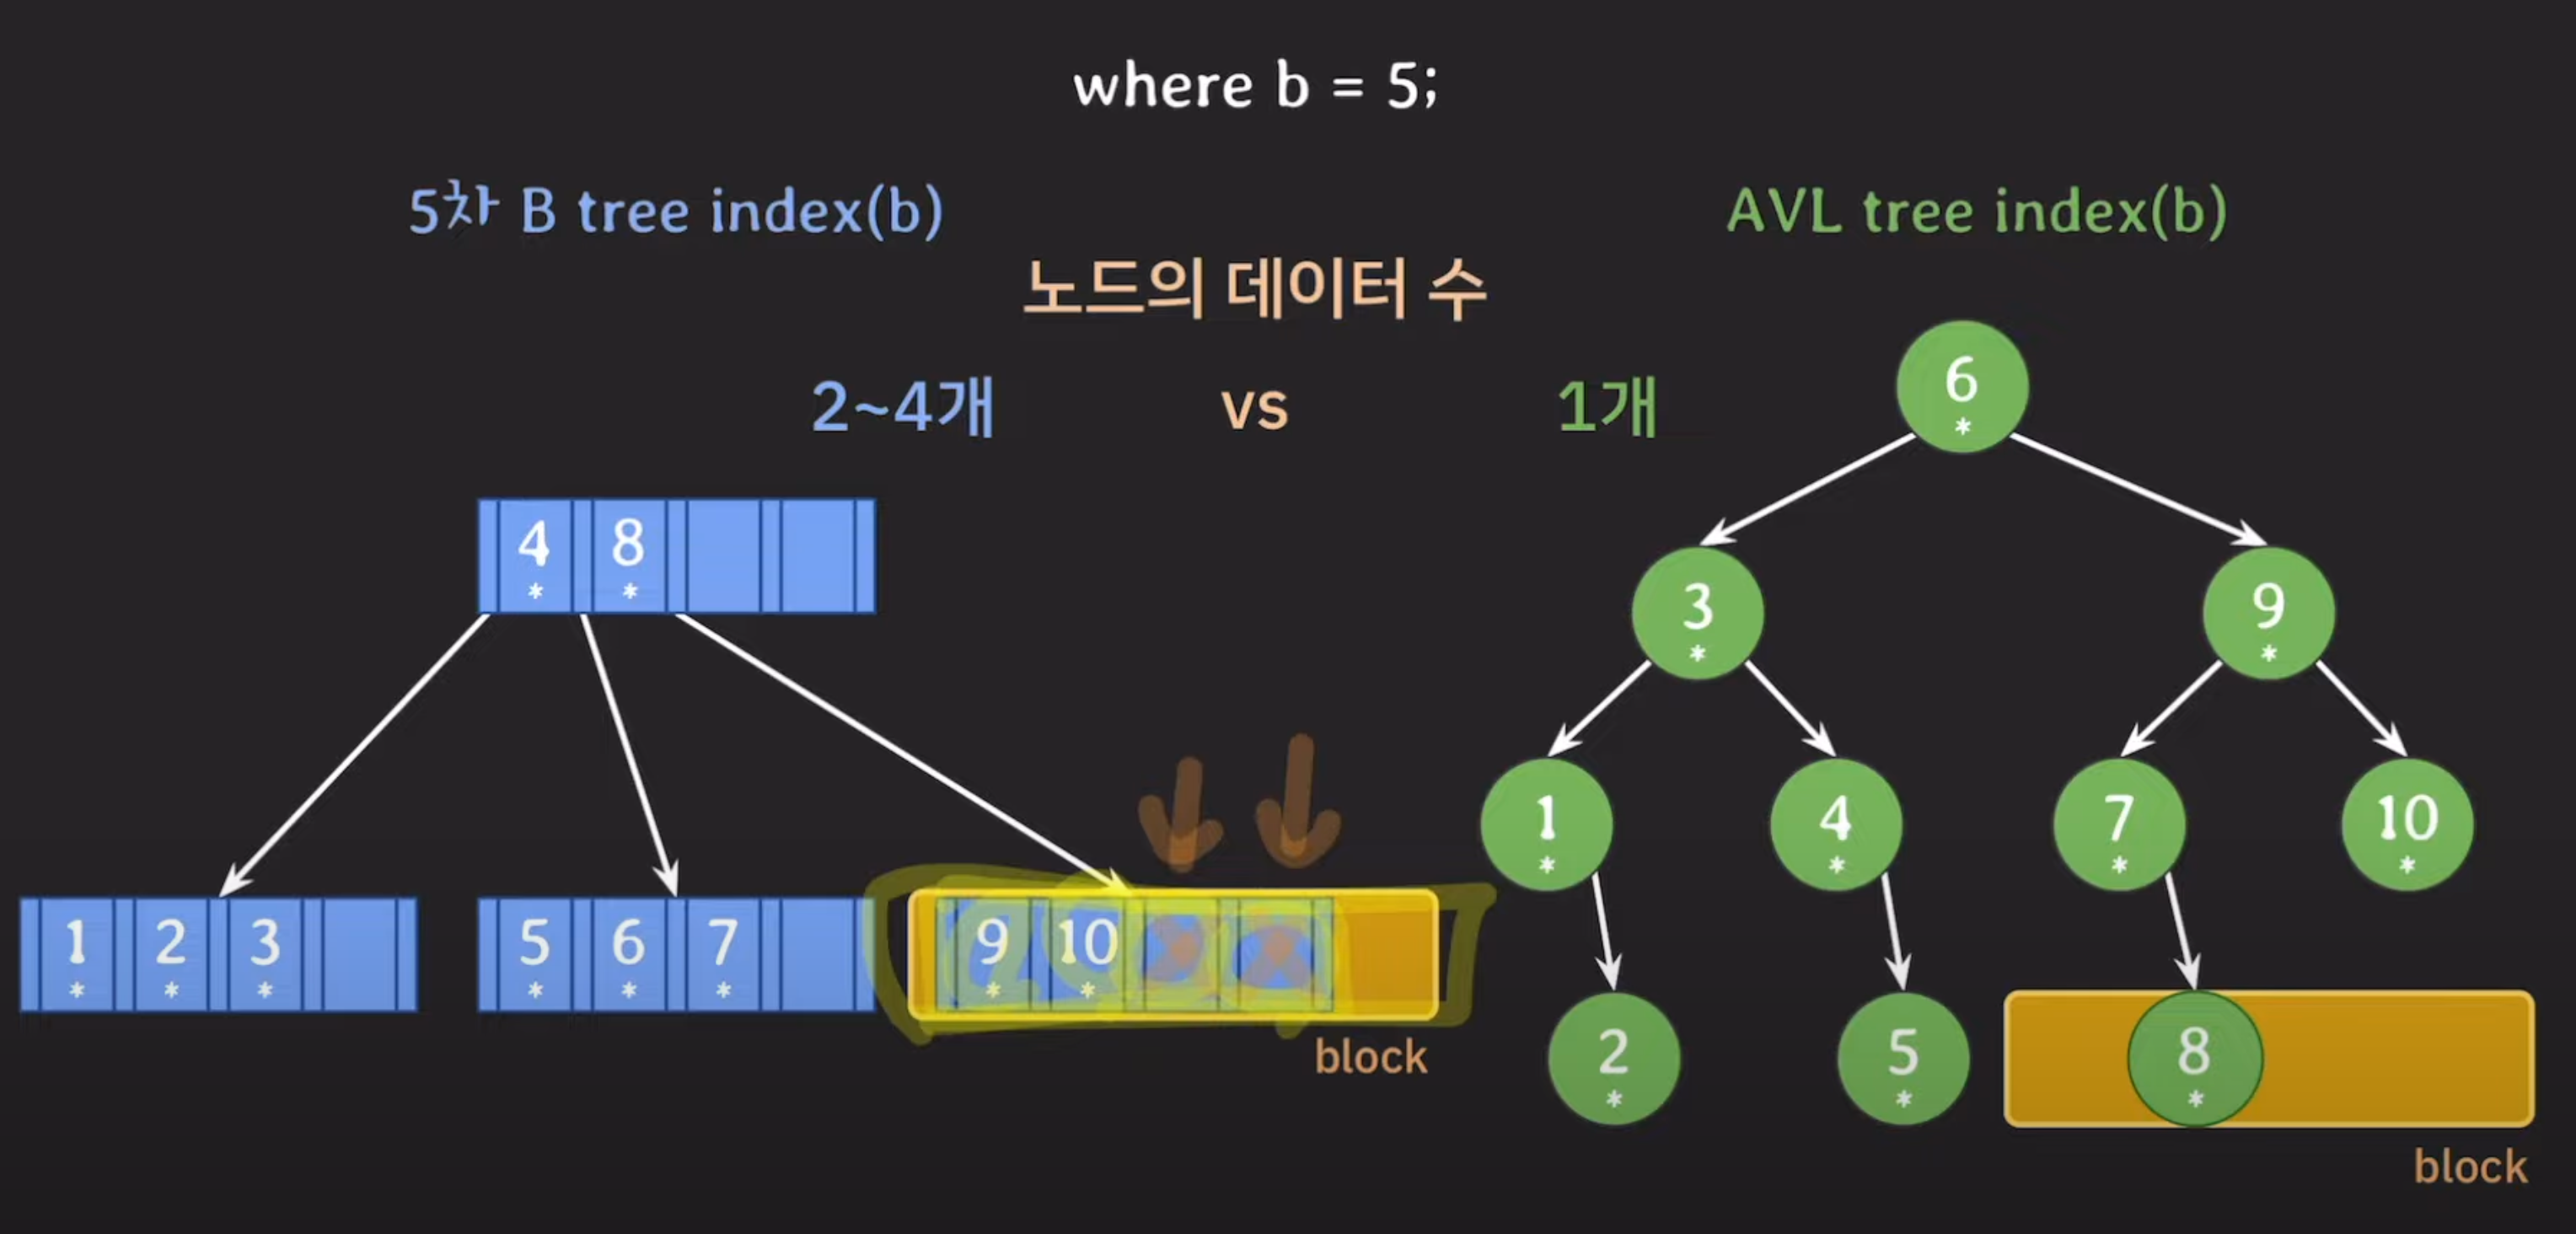 where b = 5;
5차 B tree index(b)
AVL tree index(b)
노드의 데이터 수
2~4개 vs 1개
6
*
4 8
* *
3 9
* *
1 4 7 10
* * * *
1 2 3
* * *
5 6 7
* * *
9 10
* *
block
2 5 8
* * *
block